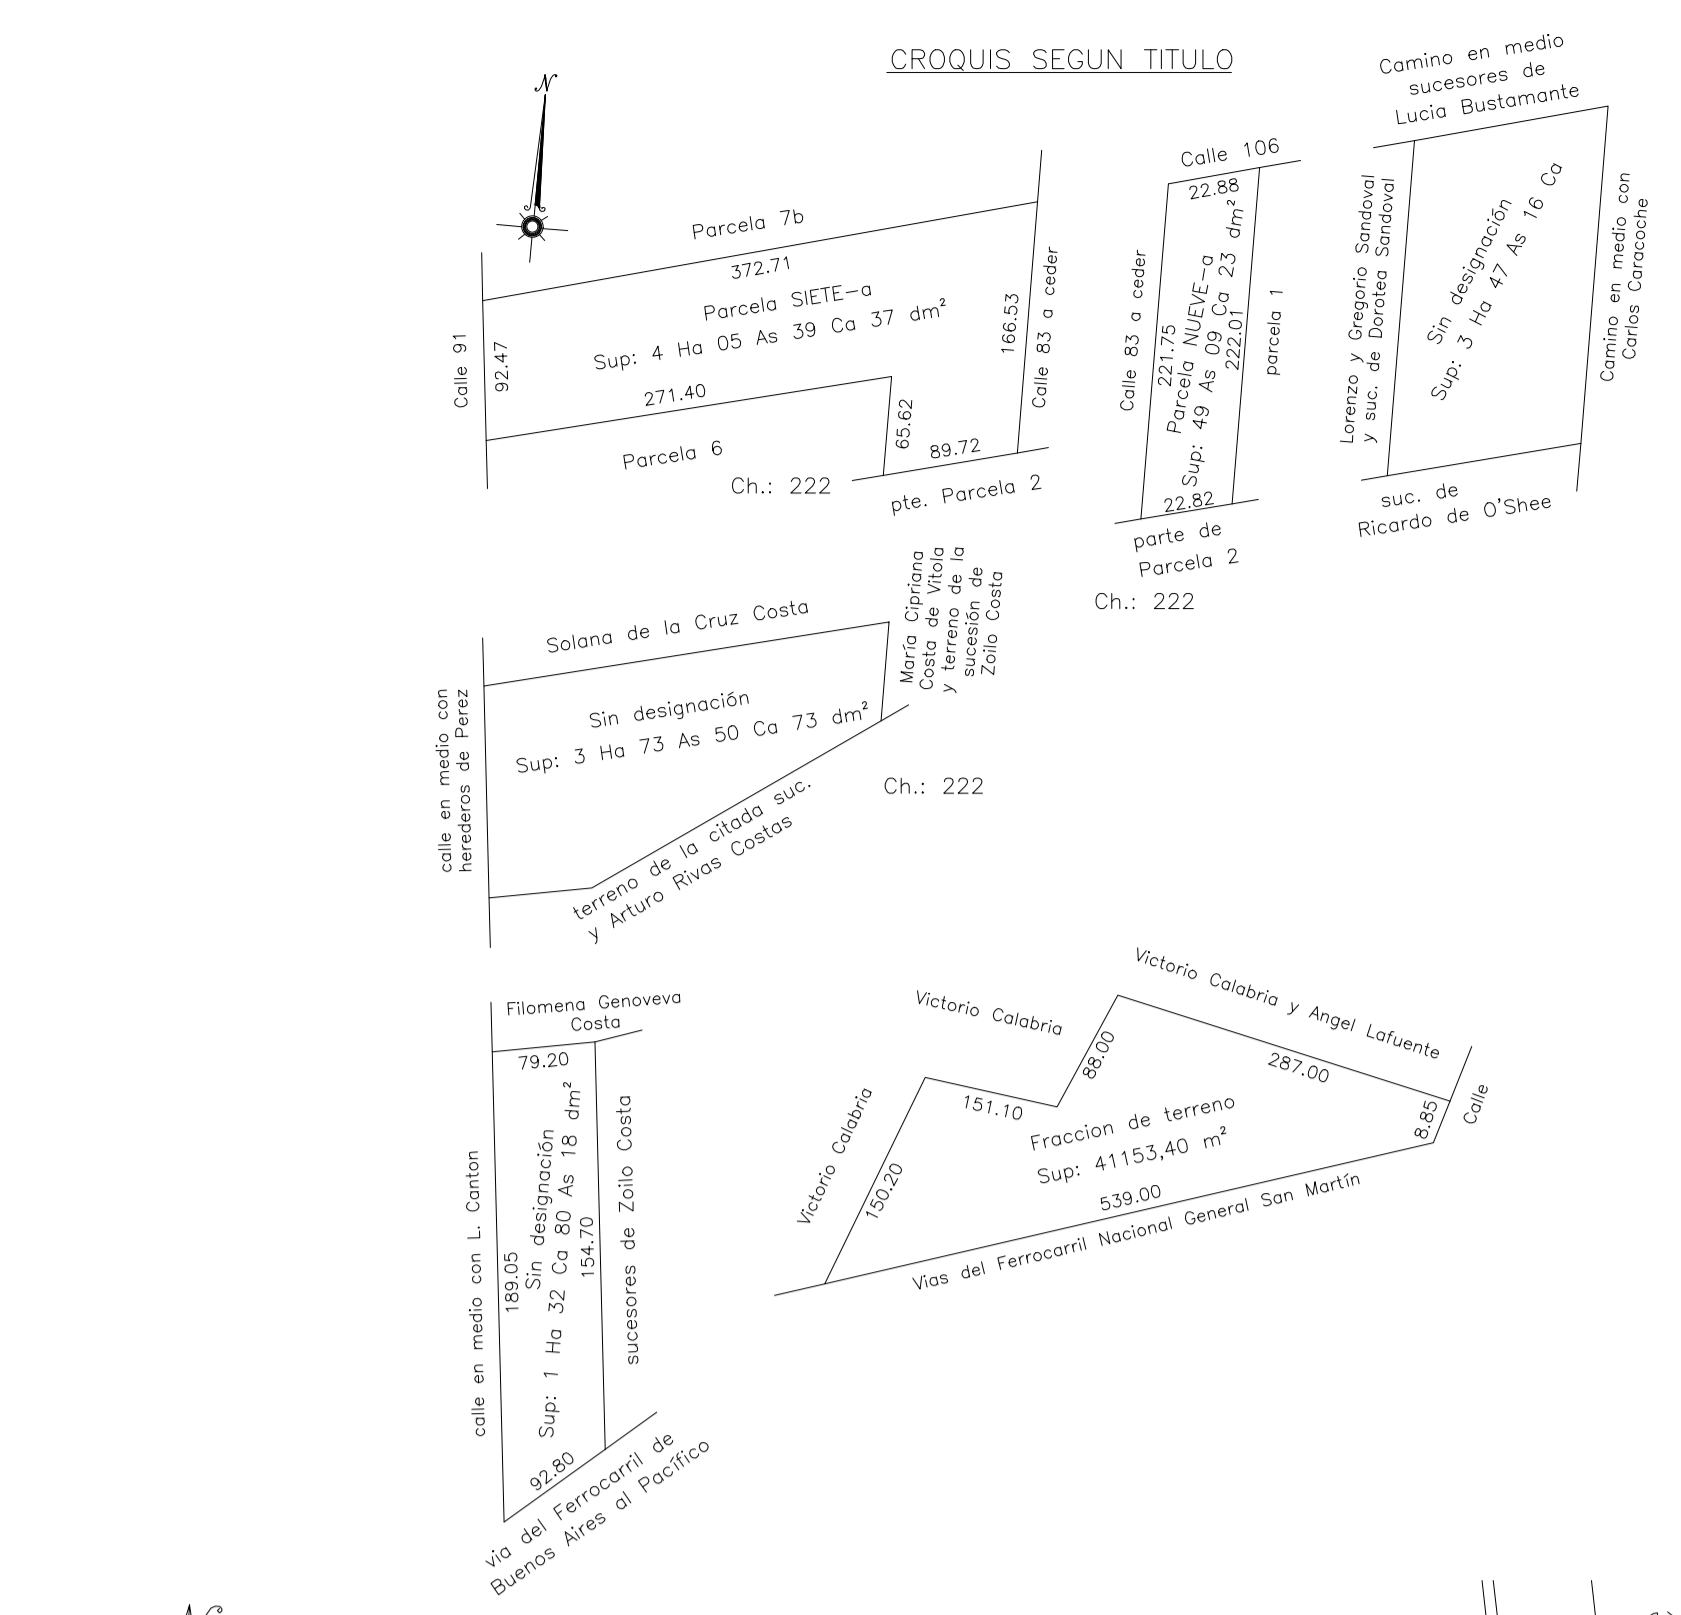 CROQUIS SEGUN TITULO
N
Parcela 7b
372.71
Parcela SIETE-a
Sup: 4 Ha 05 As 39 Ca 37 dm²
271.40
Calle 91
92.47
166.53
Calle 83 a ceder
65.62
89.72
Parcela 6
Ch.: 222
pte. Parcela 2
Calle 106
22.88
Calle 83 a ceder
221.75
Parcela NUEVE-a
Sup: 49 As 09 Ca 23 dm²
222.01
parcela 1
22.82
parte de
Parcela 2
Ch.: 222
Camino en medio
sucesores de
Lucia Bustamante
Lorenzo y Gregorio Sandoval
y suc. de Dorotea Sandoval
Sin designación
Sup: 3 Ha 47 As 16 Ca
Camino en medio con
Carlos Caracoche
suc. de
Ricardo de O'Shee
Solana de la Cruz Costa
María Cipriana
Costa de Vitola
y terreno de la
sucesión de
Zoilo Costa
calle en medio con
herederos de Perez
Sin designación
Sup: 3 Ha 73 As 50 Ca 73 dm²
Ch.: 222
terreno de la citada suc.
y Arturo Rivas Costas
Filomena Genoveva
Costa
79.20
calle en medio con L. Canton
189.05
Sin designación
Sup: 1 Ha 32 Ca 80 As 18 dm²
154.70
sucesores de Zoilo Costa
92.80
via del Ferrocarril de
Buenos Aires al Pacífico
Victorio Calabria y Angel Lafuente
Victorio Calabria
88.00
287.00
151.10
Victorio Calabria
150.20
Fraccion de terreno
Sup: 41153,40 m²
539.00
8.85
Calle
Vias del Ferrocarril Nacional General San Martín